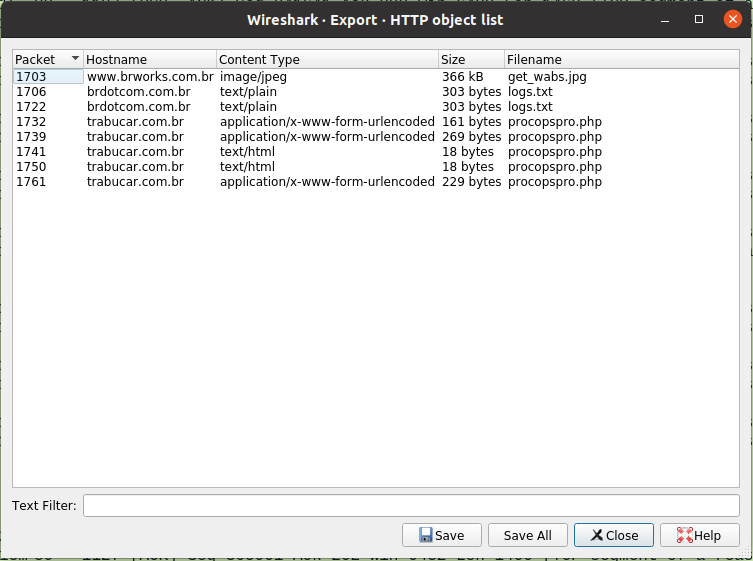 Wireshark · Export · HTTP object list
Packet Hostname Content Type Size Filename
1703 www.brworks.com.br image/jpeg 366 kB get_wabs.jpg
1706 brdotcom.com.br text/plain 303 bytes logs.txt
1722 brdotcom.com.br text/plain 303 bytes logs.txt
1732 trabucar.com.br application/x-www-form-urlencoded 161 bytes procopspro.php
1739 trabucar.com.br application/x-www-form-urlencoded 269 bytes procopspro.php
1741 trabucar.com.br text/html 18 bytes procopspro.php
1750 trabucar.com.br text/html 18 bytes procopspro.php
1761 trabucar.com.br application/x-www-form-urlencoded 229 bytes procopspro.php
Text Filter:
Save Save All Close Help